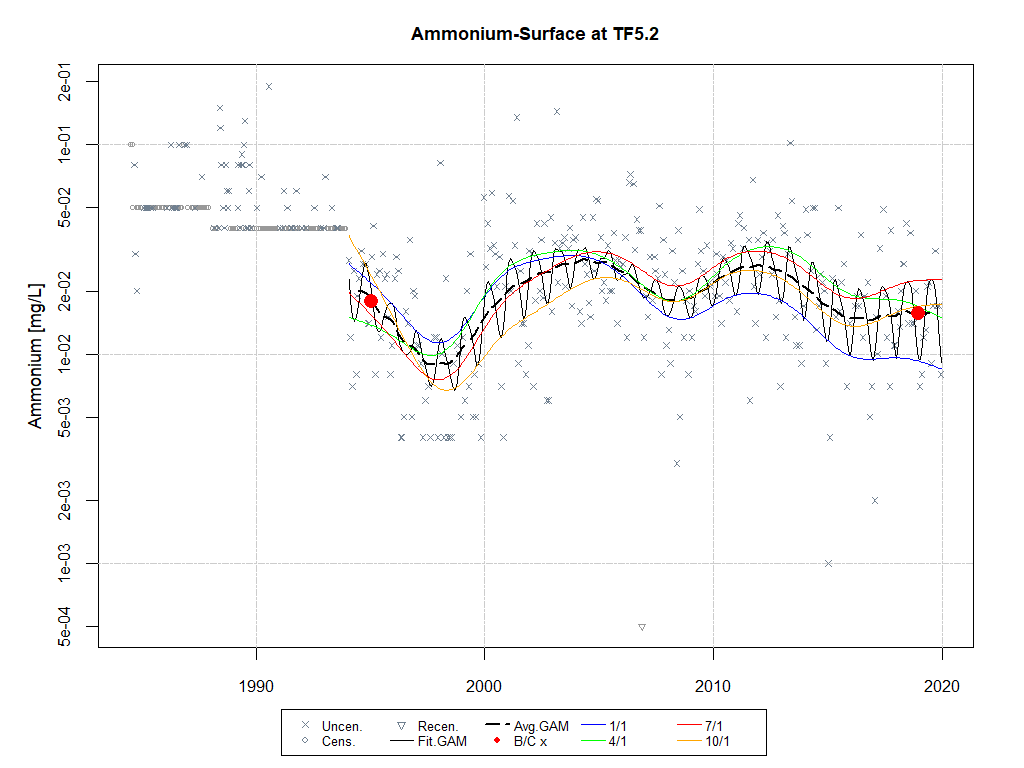 Ammonium-Surface at TF5.2
Ammonium [mg/L]
2e-01
1e-01
5e-02
2e-02
1e-02
5e-03
2e-03
1e-03
5e-04
1990 2000 2010 2020
Uncen. Recen. Avg.GAM 1/1 7/1
Cens. Fit.GAM B/C x 4/1 10/1